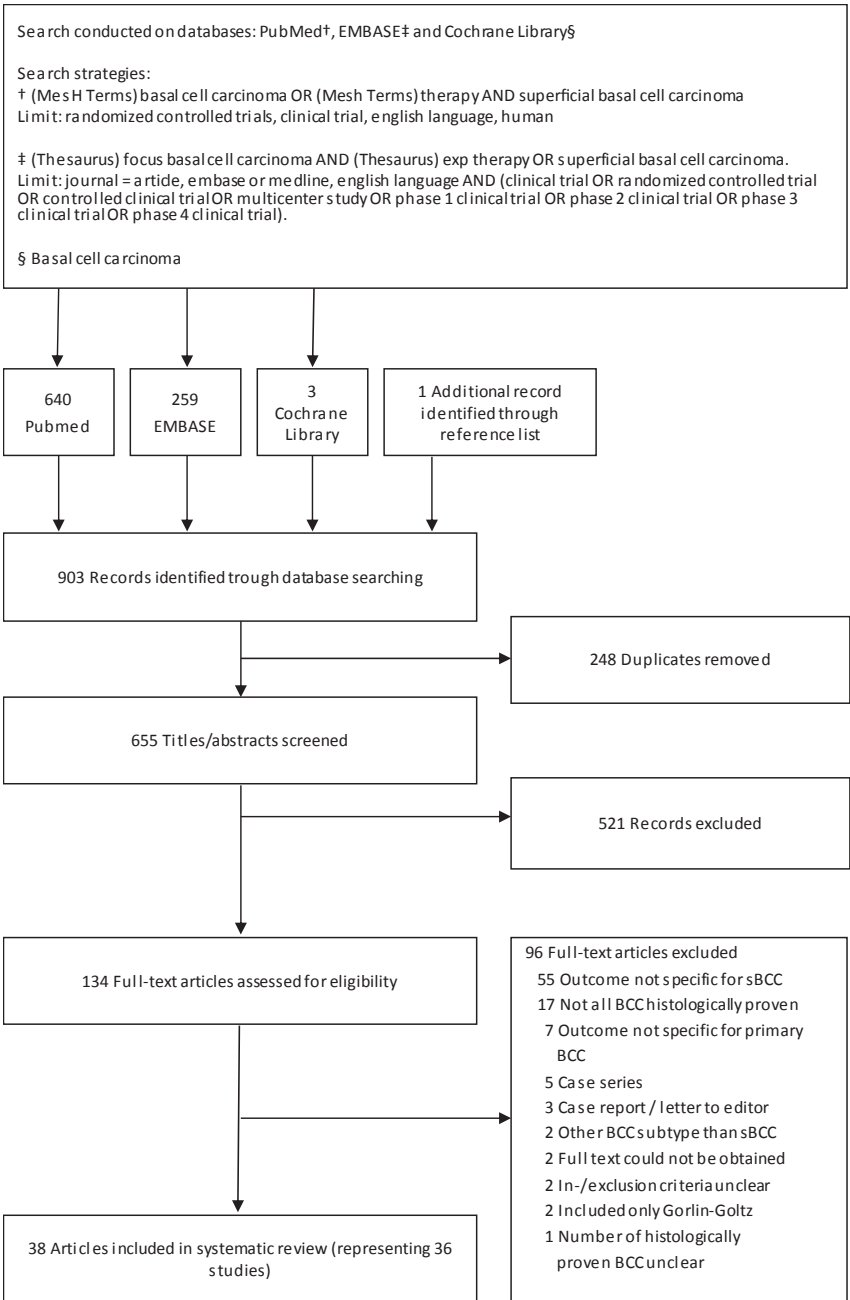 Search conducted on databases: PubMed†, EMBASE‡ and Cochrane Library§
Search strategies:
† (MesH Terms) basal cell carcinoma OR (Mesh Terms) therapy AND superficial basal cell carcinoma
Limit: randomized controlled trials, clinical trial, english language, human
‡ (Thesaurus) focus basal cell carcinoma AND (Thesaurus) exp therapy OR superficial basal cell carcinoma.
Limit: journal = article, embase or medline, english language AND (clinical trial OR randomized controlled trial
OR controlled clinical trial OR multicenter study OR phase 1 clinical trial OR phase 2 clinical trial OR phase 3
clinical trial OR phase 4 clinical trial).
§ Basal cell carcinoma
640
Pubmed
259
EMBASE
3
Cochrane
Library
1 Additional record
identified through
reference list
903 Records identified trough database searching
248 Duplicates removed
655 Titles/abstracts screened
521 Records excluded
134 Full-text articles assessed for eligibility
96 Full-text articles excluded
55 Outcome not specific for sBCC
17 Not all BCC histologically proven
7 Outcome not specific for primary
BCC
5 Case series
3 Case report / letter to editor
2 Other BCC subtype than sBCC
2 Full text could not be obtained
2 In-/exclusion criteria unclear
2 Included only Gorlin-Goltz
1 Number of histologically
proven BCC unclear
38 Articles included in systematic review (representing 36
studies)